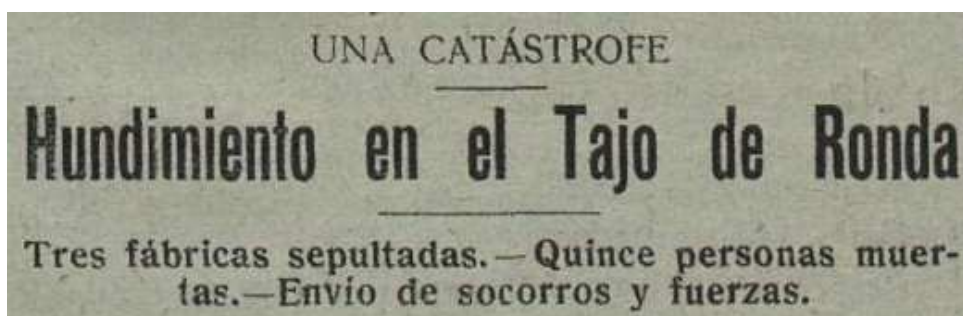 UNA CATÁSTROFE
Hundimiento en el Tajo de Ronda
Tres fábricas sepultadas.—Quince personas muer-
tas.—Envío de socorros y fuerzas.